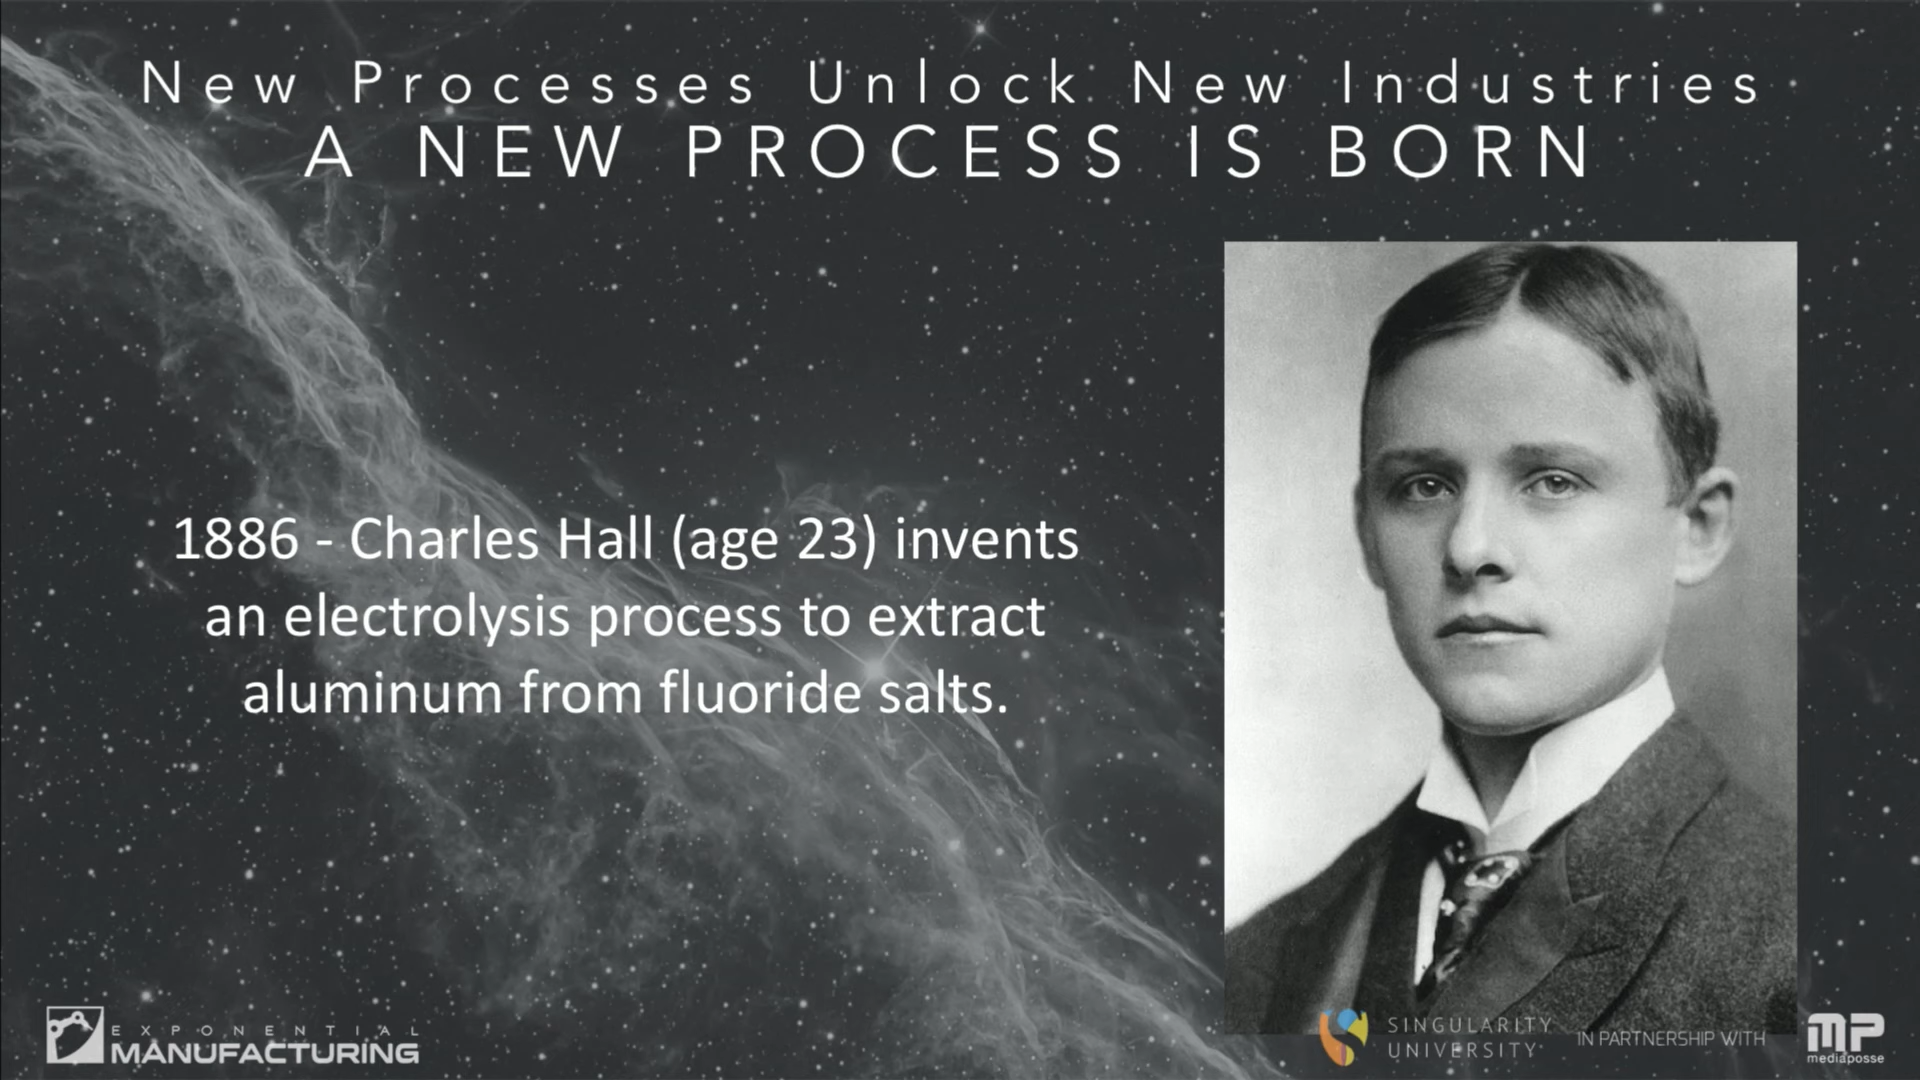 New Processes Unlock New Industries
A NEW PROCESS IS BORN
1886 - Charles Hall (age 23) invents
an electrolysis process to extract
aluminum from fluoride salts.
EXPONENTIAL
MANUFACTURING
SINGULARITY
UNIVERSITY
IN PARTNERSHIP WITH
MP
mediaposse